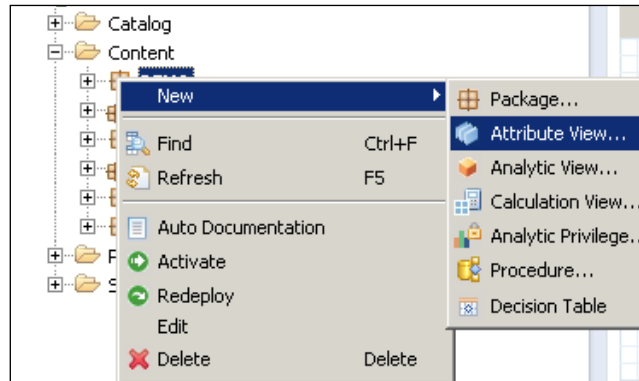 Catalog
Content
New
Package...
Attribute View...
Find Ctrl+F
Analytic View...
Refresh F5
Calculation View...
Analytic Privilege..
Auto Documentation
Procedure...
Activate
Redeploy
Decision Table
Edit
Delete Delete